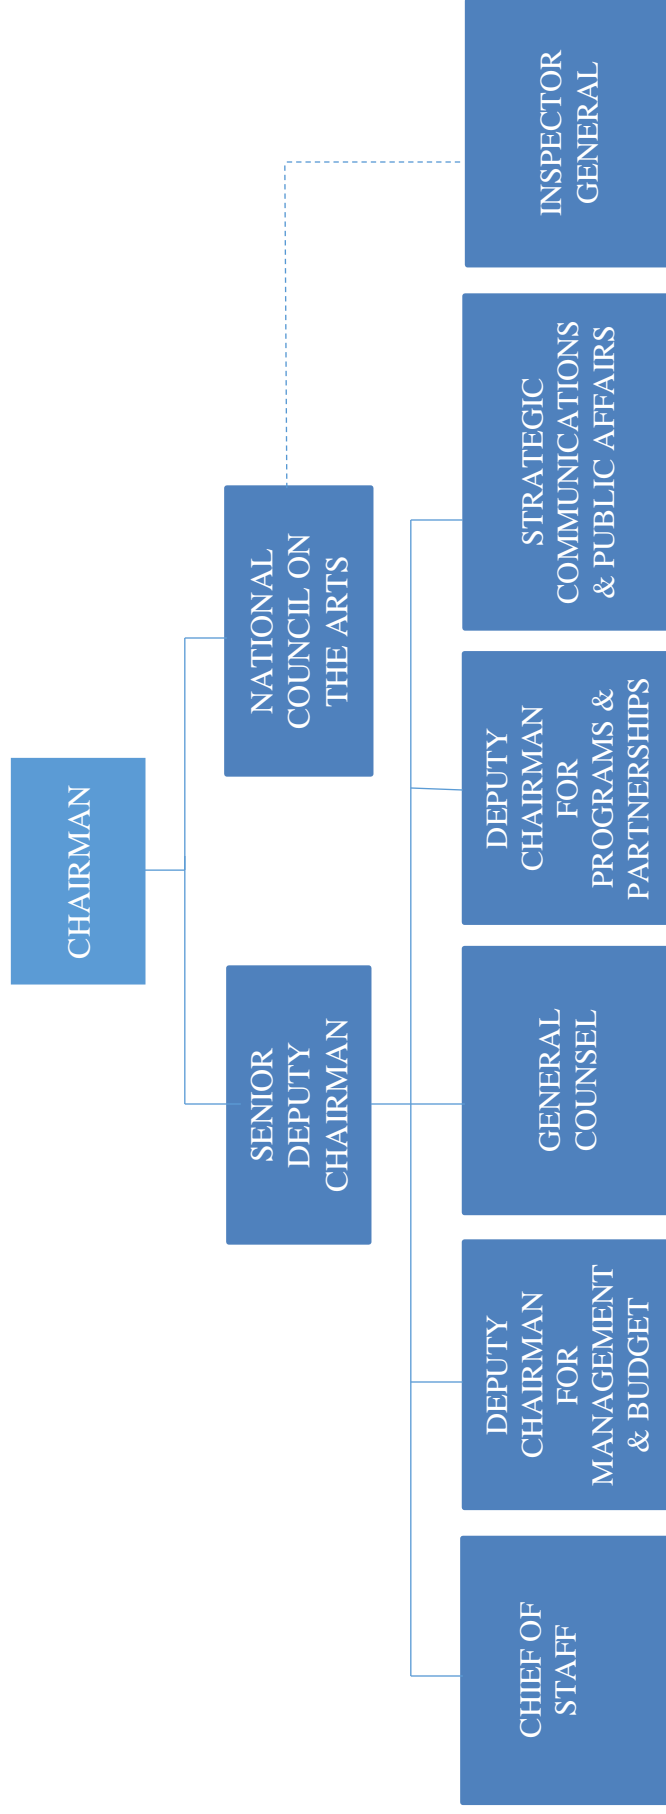 CHAIRMAN
SENIOR
DEPUTY
CHAIRMAN
NATIONAL
COUNCIL ON
THE ARTS
CHIEF OF
STAFF
DEPUTY
CHAIRMAN
FOR
MANAGEMENT
& BUDGET
GENERAL
COUNSEL
DEPUTY
CHAIRMAN
FOR
PROGRAMS &
PARTNERSHIPS
STRATEGIC
COMMUNICATIONS
& PUBLIC AFFAIRS
INSPECTOR
GENERAL